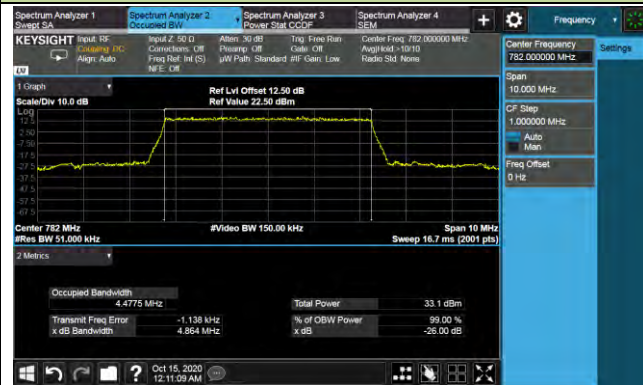 Spectrum Analyzer 1
Swept SA
Spectrum Analyzer 2
Occupied BW
Spectrum Analyzer 3
Power Stat CCDF
Spectrum Analyzer 4
SEM
Frequency
KEYSIGHT
Input: RF
Coupling: DC
Align: Auto
Input Z: 50 Ω
Corrections: Off
Freq Ref: Int (S)
NFE: Off
Atten: 30 dB
Preamp: Off
µW Path: Standard
Trig: Free Run
Gate: Off
#IF Gain: Low
Center Freq: 782.000000 MHz
Avg|Hold: >10/10
Radio Std: None
LXI
Center Frequency
782.000000 MHz
Settings
Span
10.000 MHz
CF Step
1.000000 MHz
Auto
Man
Freq Offset
0 Hz
1 Graph
Scale/Div 10.0 dB
Ref Lvl Offset 12.50 dB
Ref Value 22.50 dBm
Log
12.5
2.50
-7.50
-17.5
-27.5
-37.5
-47.5
-57.5
-67.5
Center 782 MHz
#Res BW 51.000 kHz
#Video BW 150.00 kHz
Span 10 MHz
Sweep 16.7 ms (2001 pts)
2 Metrics
Occupied Bandwidth
4.4775 MHz
Total Power 33.1 dBm
Transmit Freq Error -1.138 kHz
% of OBW Power 99.00 %
x dB Bandwidth 4.864 MHz
x dB -26.00 dB
Oct 15, 2020
12:11:09 AM